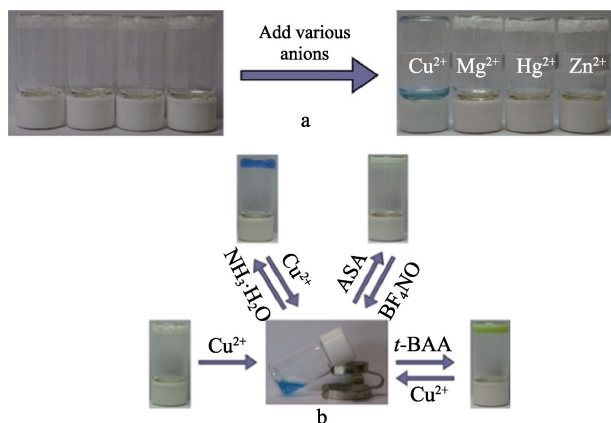 Add various
anions
Cu²⁺ Mg²⁺ Hg²⁺ Zn²⁺
a
NH₃·H₂O
Cu²⁺
ASA
BF₄NO
Cu²⁺
t-BAA
Cu²⁺
b